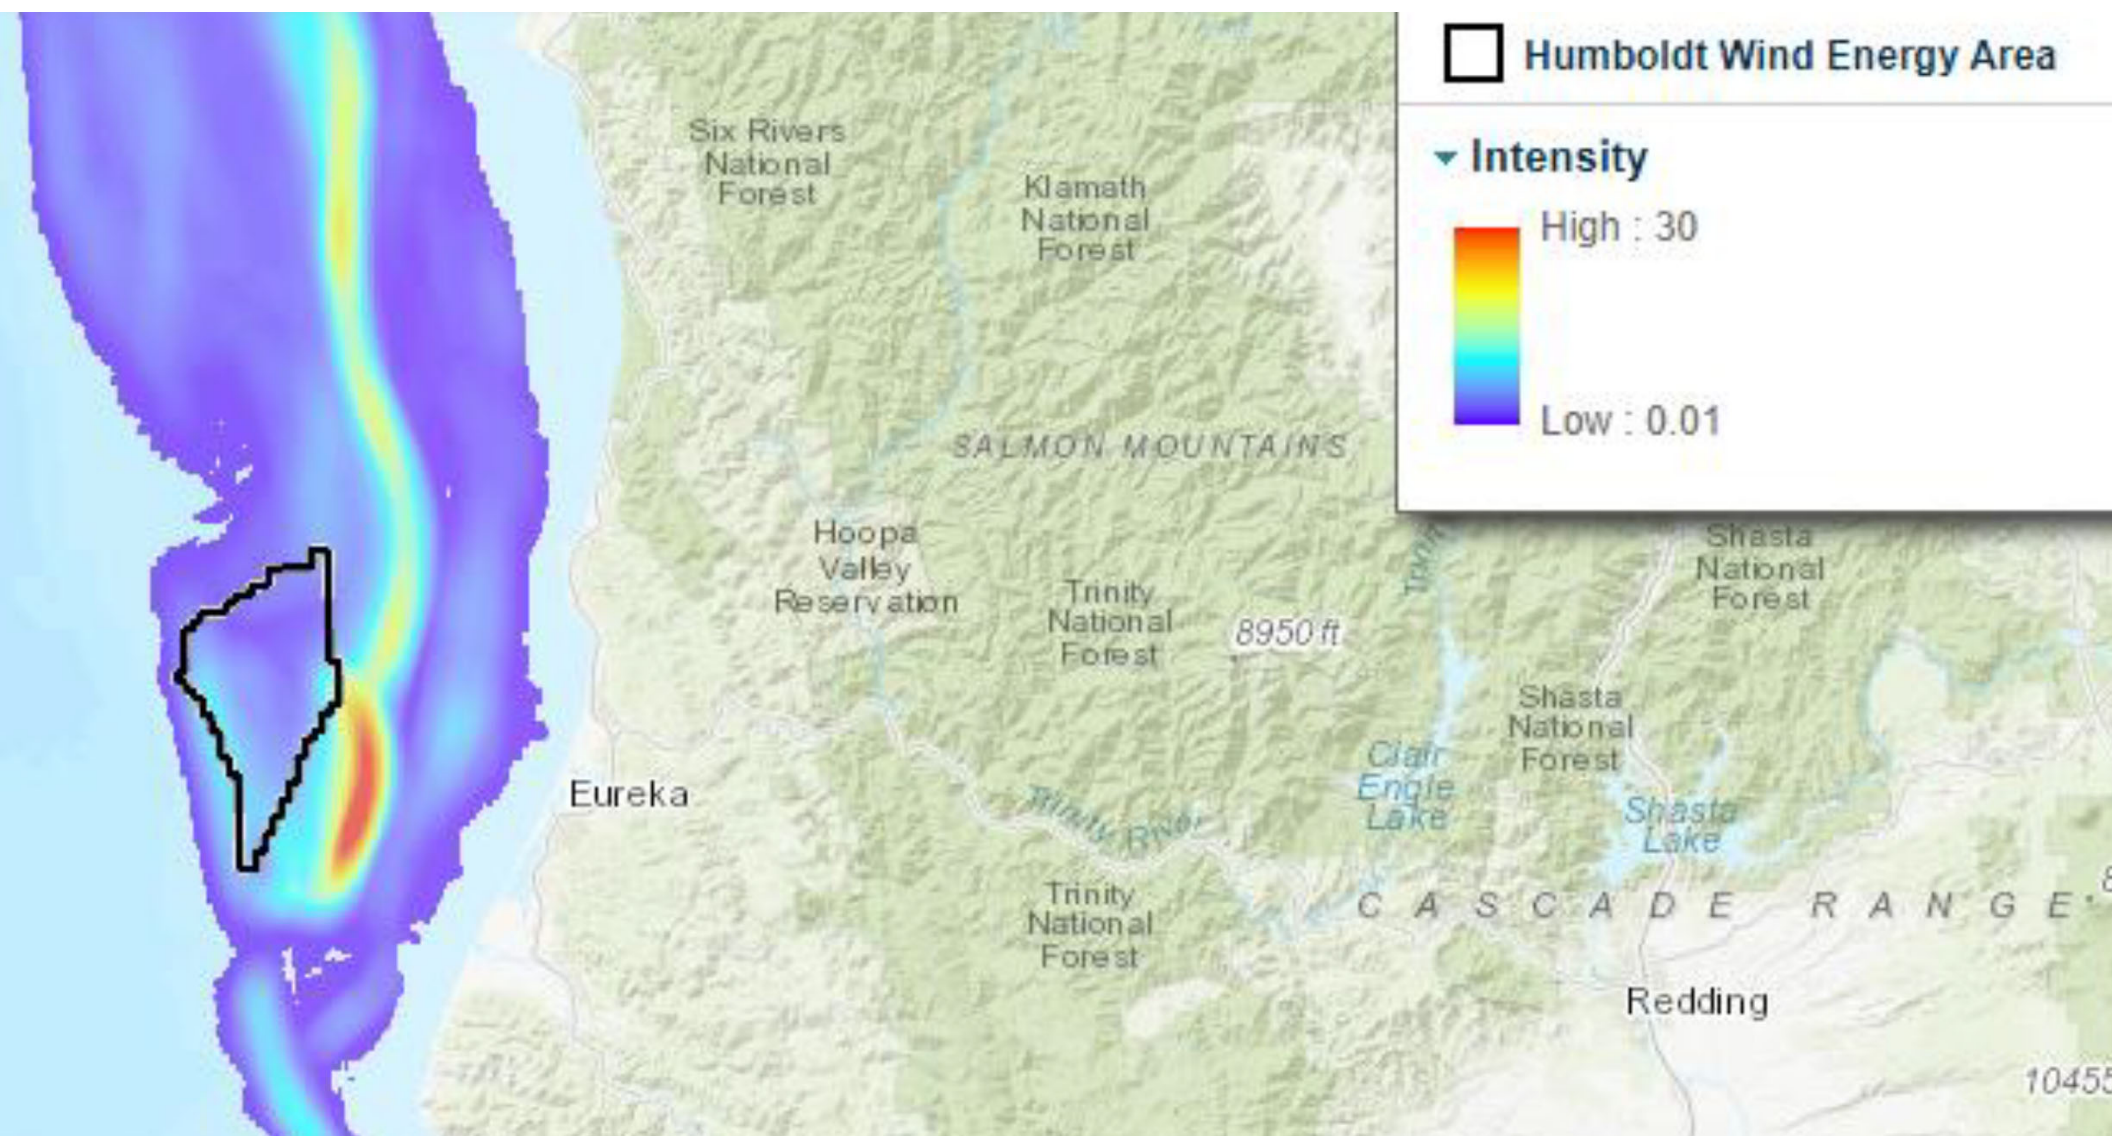 Humboldt Wind Energy Area
Intensity
High : 30
Low : 0.01
Six Rivers
National
Forest
Klamath
National
Forest
SALMON MOUNTAINS
Hoopa
Valley
Reservation
Trinity
National
Forest
8950 ft
Shasta
National
Forest
Shasta
National
Forest
Clair
Engle
Lake
Shasta
Lake
Eureka
Trinity River
Trinity
National
Forest
CASCADE RANGE
Redding
10455